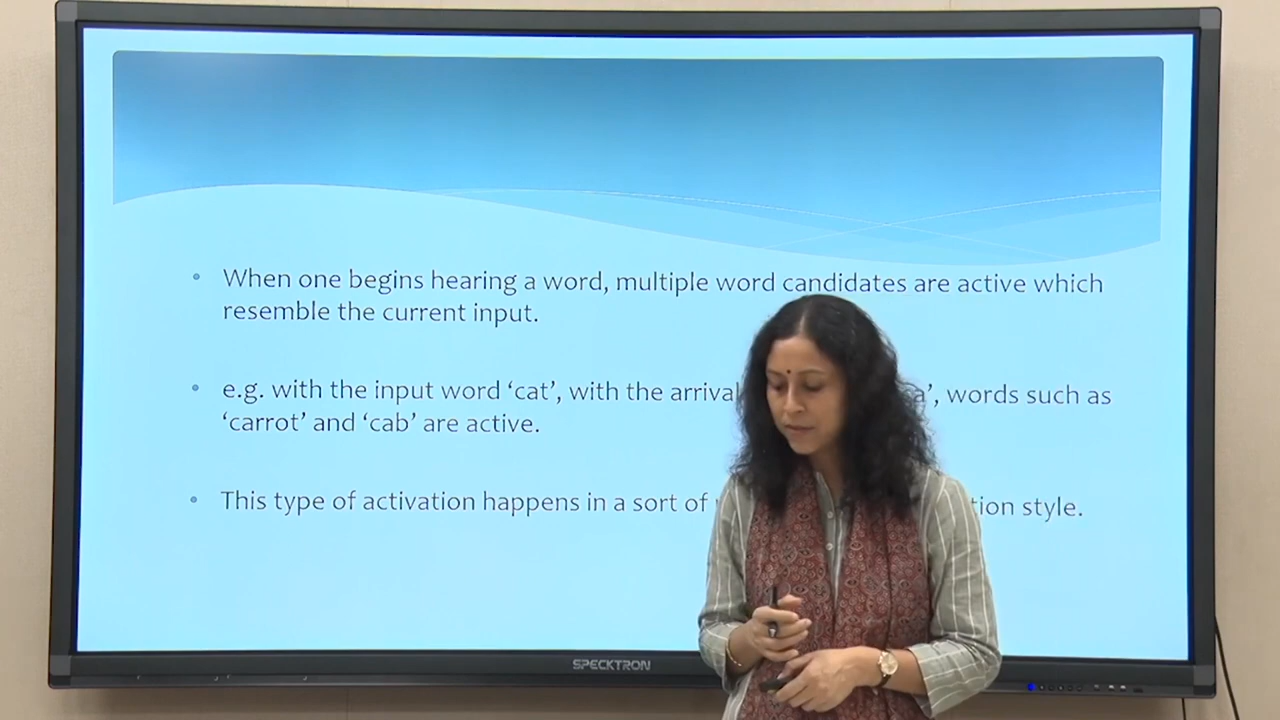 When one begins hearing a word, multiple word candidates are active which
resemble the current input.
e.g. with the input word ‘cat’, with the arrival a’, words such as
‘carrot’ and ‘cab’ are active.
This type of activation happens in a sort of tion style.
SPECKTRON